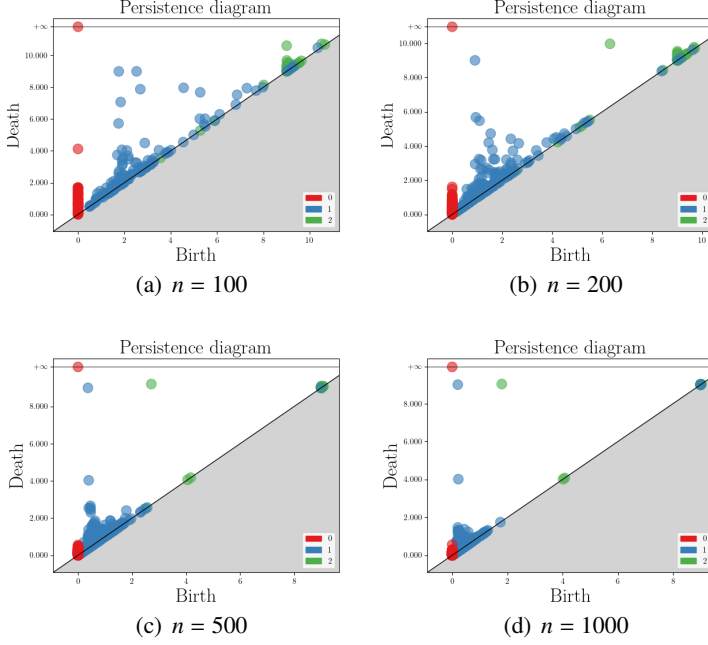 Persistence diagram
Persistence diagram
+∞
10.000
8.000
6.000
4.000
2.000
0.000
Death
0 2 4 6 8 10
Birth
0
1
2
(a) n = 100
+∞
10.000
8.000
6.000
4.000
2.000
0.000
Death
0 2 4 6 8 10
Birth
0
1
2
(b) n = 200
Persistence diagram
Persistence diagram
+∞
8.000
6.000
4.000
2.000
0.000
Death
0 2 4 6 8
Birth
0
1
2
(c) n = 500
+∞
8.000
6.000
4.000
2.000
0.000
Death
0 2 4 6 8
Birth
0
1
2
(d) n = 1000